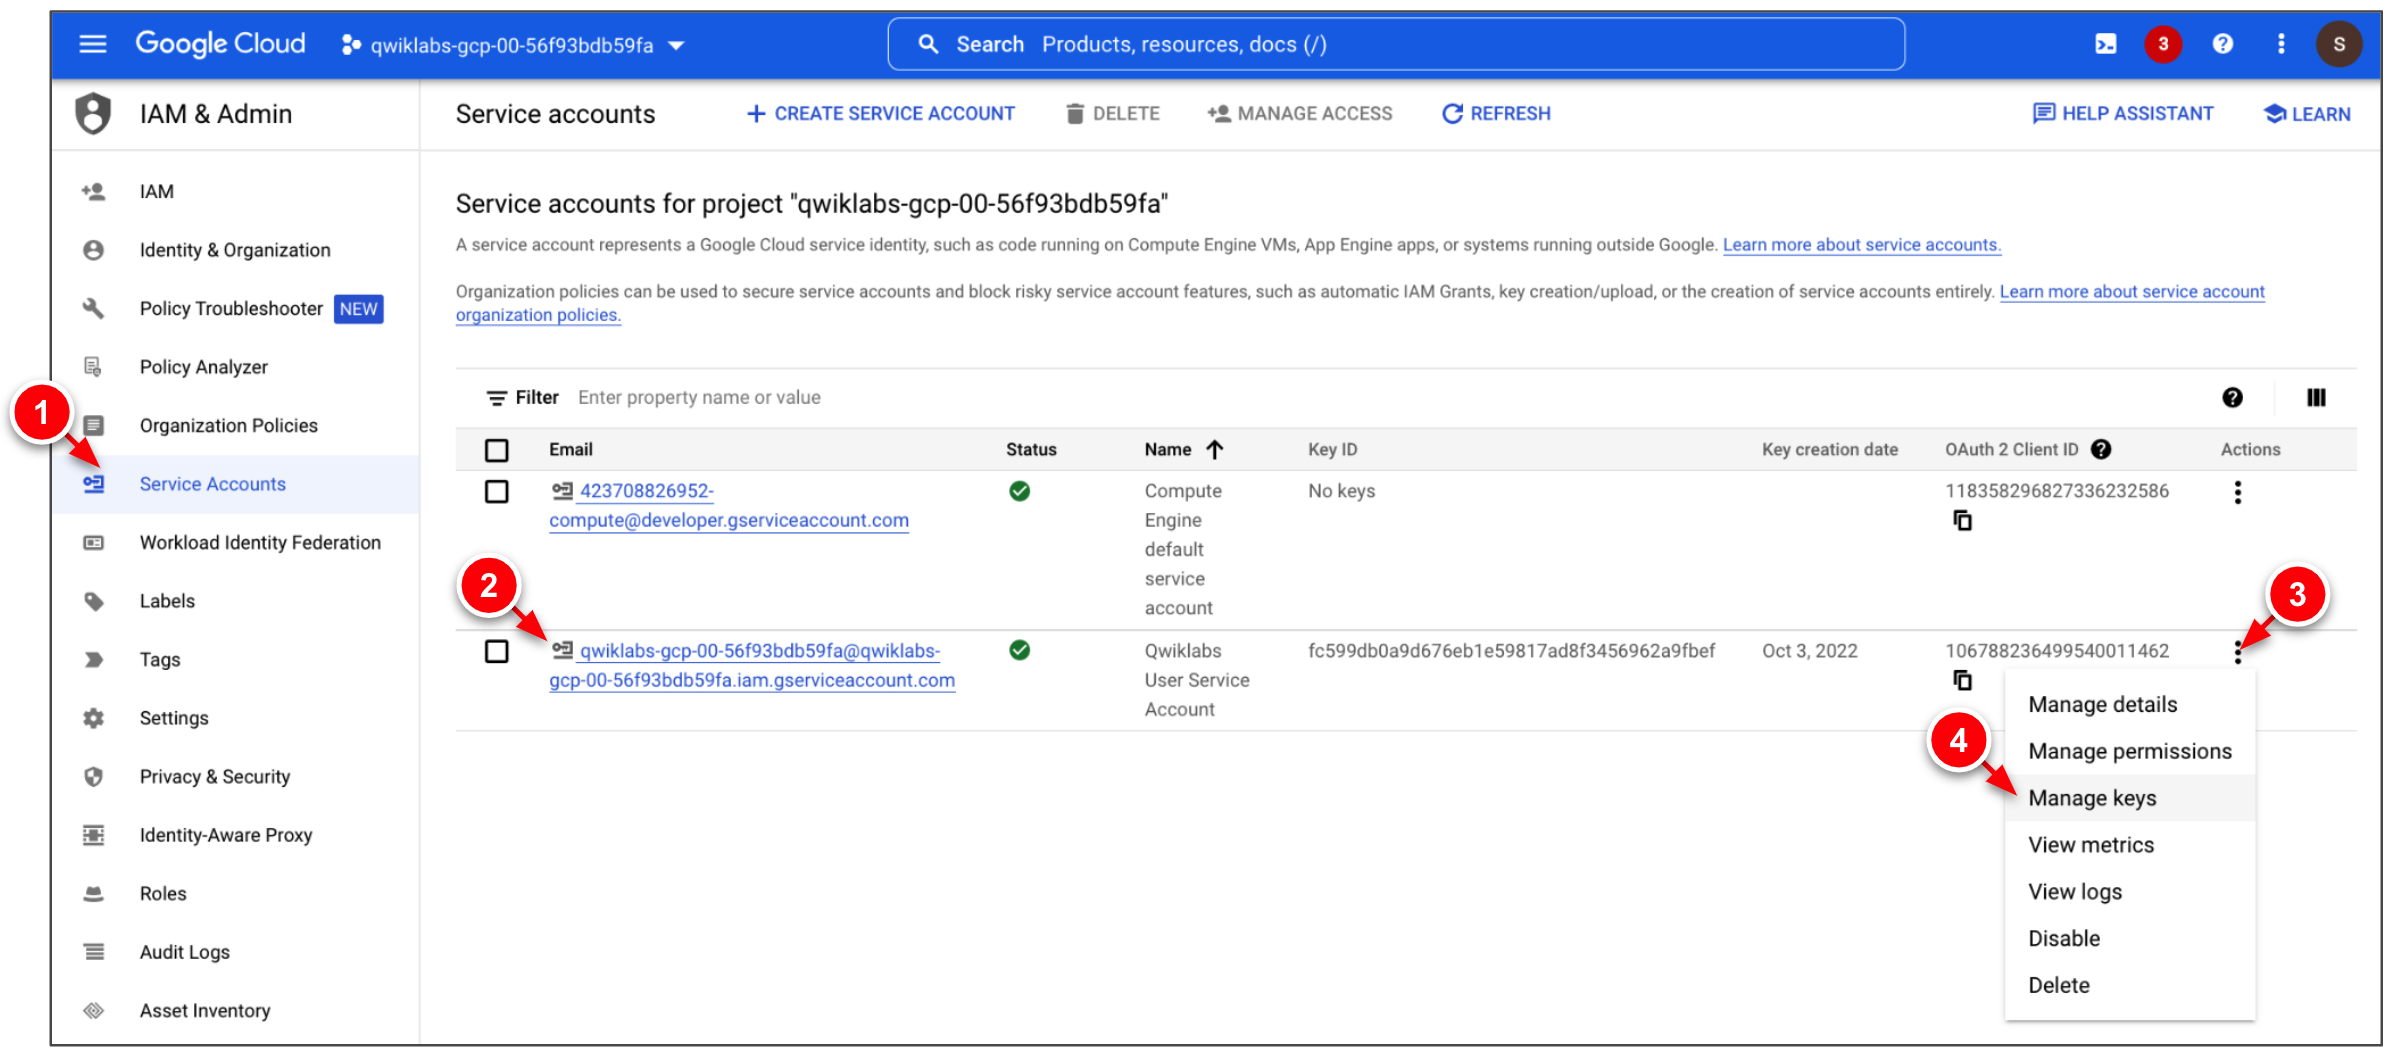 Google Cloud
qwiklabs-gcp-00-56f93bdb59fa
Search Products, resources, docs (/)
3
S
IAM & Admin
Service accounts
CREATE SERVICE ACCOUNT
DELETE
MANAGE ACCESS
REFRESH
HELP ASSISTANT
LEARN
IAM
Identity & Organization
Policy Troubleshooter NEW
Policy Analyzer
Organization Policies
1
Service Accounts
Workload Identity Federation
Labels
Tags
Settings
Privacy & Security
Identity-Aware Proxy
Roles
Audit Logs
Asset Inventory
Service accounts for project "qwiklabs-gcp-00-56f93bdb59fa"
A service account represents a Google Cloud service identity, such as code running on Compute Engine VMs, App Engine apps, or systems running outside Google. Learn more about service accounts.
Organization policies can be used to secure service accounts and block risky service account features, such as automatic IAM Grants, key creation/upload, or the creation of service accounts entirely. Learn more about service account
organization policies.
Filter Enter property name or value
Email Status Name Key ID Key creation date OAuth 2 Client ID Actions
423708826952-
compute@developer.gserviceaccount.com
Compute
Engine
default
service
account
No keys
118358296827336232586
2
3
qwiklabs-gcp-00-56f93bdb59fa@qwiklabs-
gcp-00-56f93bdb59fa.iam.gserviceaccount.com
Qwiklabs
User Service
Account
fc599db0a9d676eb1e59817ad8f3456962a9fbef
Oct 3, 2022
106788236499540011462
4
Manage details
Manage permissions
Manage keys
View metrics
View logs
Disable
Delete